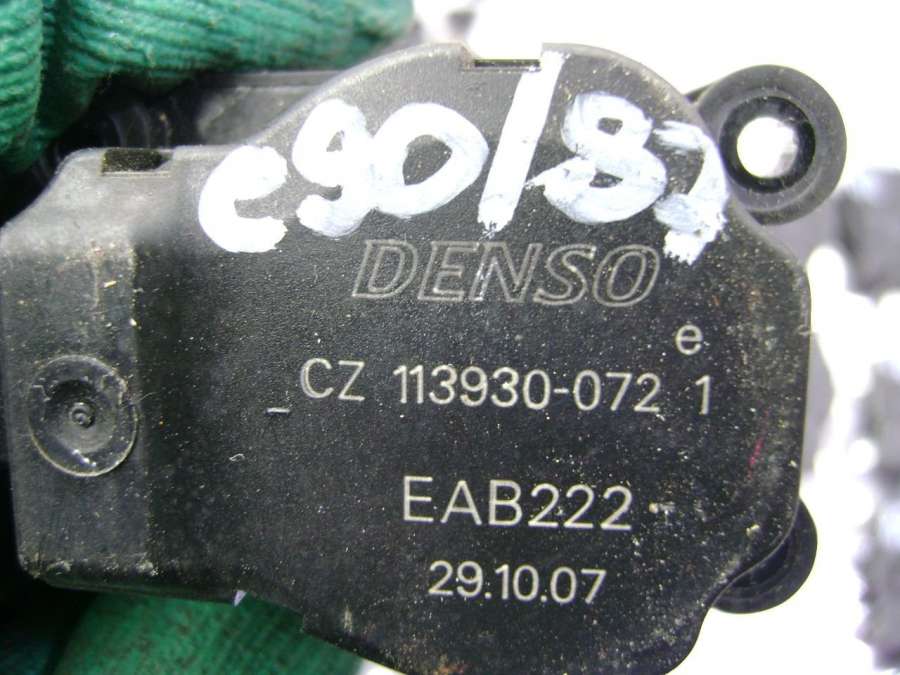 e90/87
DENSO
e
_ CZ 113930-072 1
EAB222
29.10.07